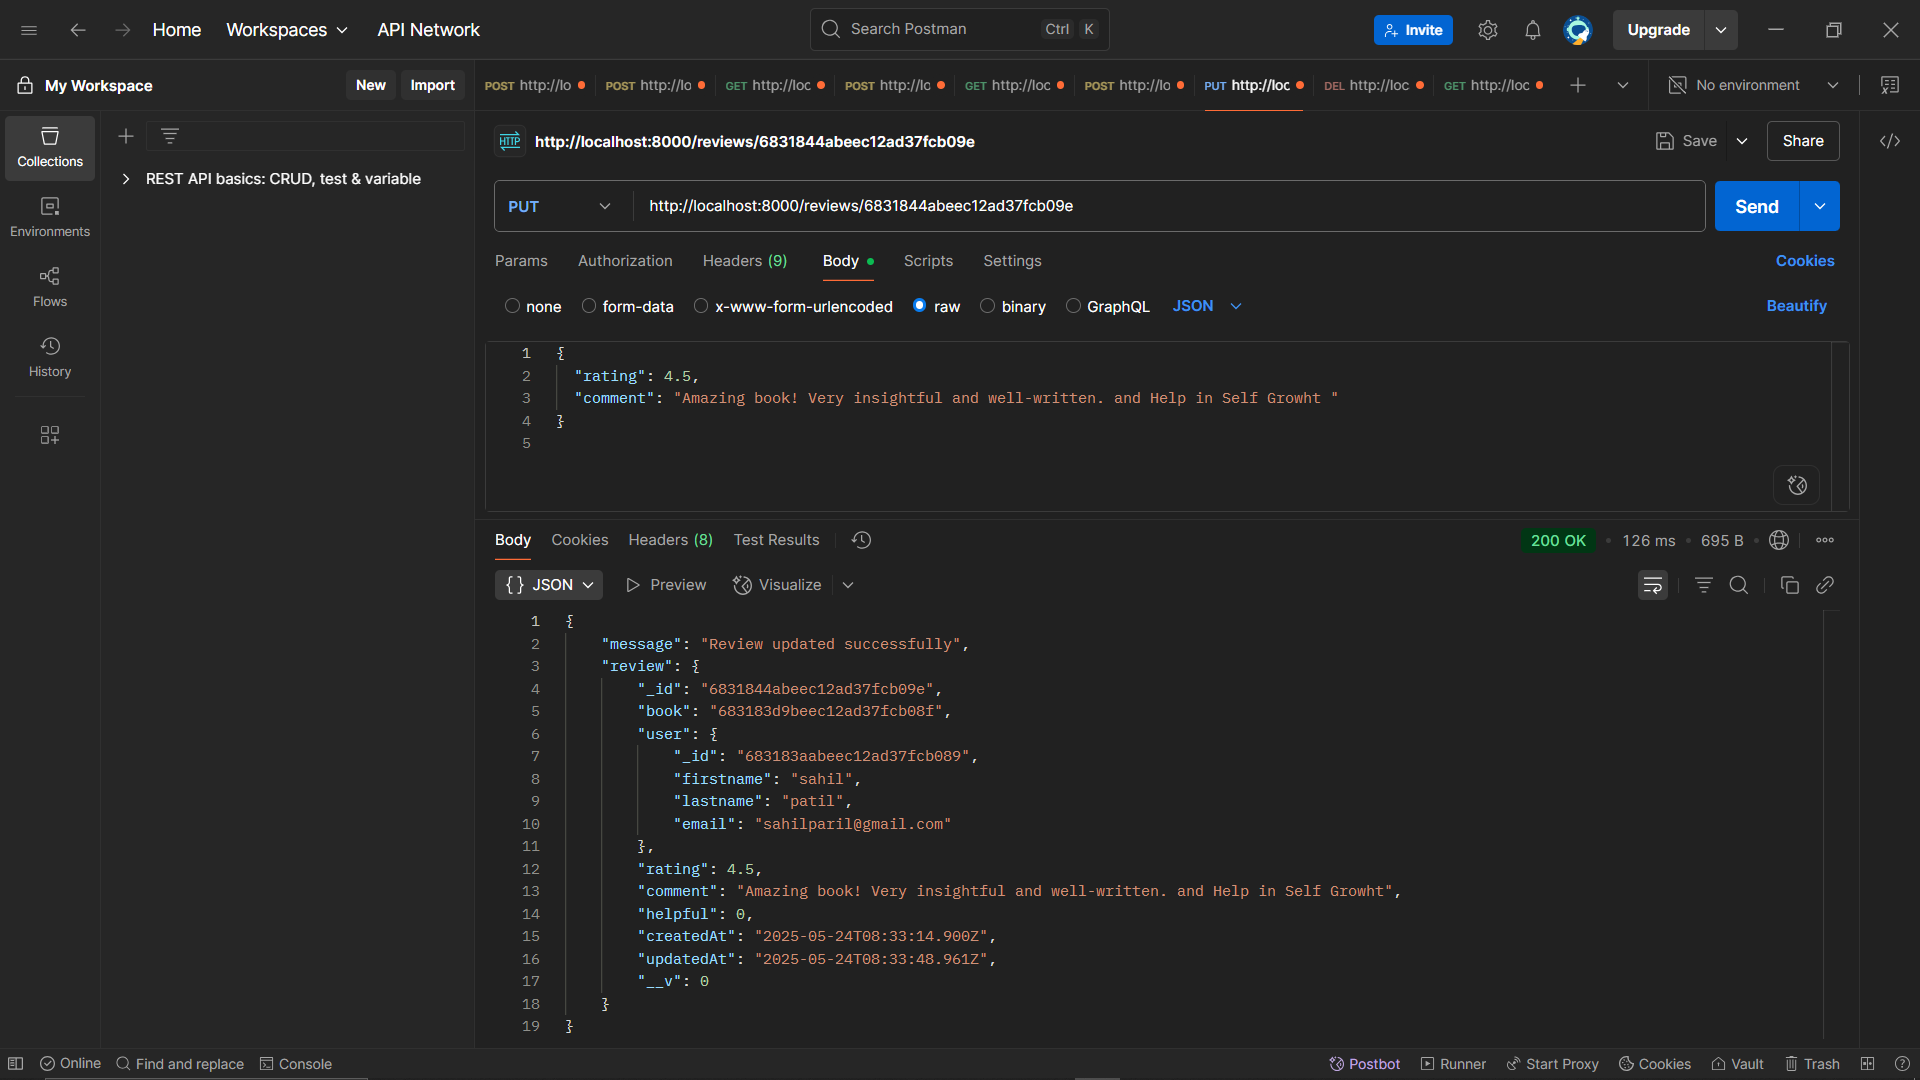 Home Workspaces API Network Search Postman Ctrl K Invite Upgrade
My Workspace New Import POST http://lo POST http://lo GET http://loc POST http://lo GET http://loc POST http://lo PUT http://loc DEL http://loc GET http://loc No environment
Collections
Environments
Flows
History
REST API basics: CRUD, test & variable
HTTP http://localhost:8000/reviews/6831844abeec12ad37fcb09e Save Share
PUT http://localhost:8000/reviews/6831844abeec12ad37fcb09e Send
Params Authorization Headers (9) Body Scripts Settings Cookies
none form-data x-www-form-urlencoded raw binary GraphQL JSON Beautify
1 {
2 "rating": 4.5,
3 "comment": "Amazing book! Very insightful and well-written. and Help in Self Growht "
4 }
5
Body Cookies Headers (8) Test Results 200 OK 126 ms 695 B
{} JSON Preview Visualize
1 {
2 "message": "Review updated successfully",
3 "review": {
4 "_id": "6831844abeec12ad37fcb09e",
5 "book": "683183d9beec12ad37fcb08f",
6 "user": {
7 "_id": "683183aabeec12ad37fcb089",
8 "firstname": "sahil",
9 "lastname": "patil",
10 "email": "sahilparil@gmail.com"
11 },
12 "rating": 4.5,
13 "comment": "Amazing book! Very insightful and well-written. and Help in Self Growht",
14 "helpful": 0,
15 "createdAt": "2025-05-24T08:33:14.900Z",
16 "updatedAt": "2025-05-24T08:33:48.961Z",
17 "__v": 0
18 }
19 }
Online Find and replace Console Postbot Runner Start Proxy Cookies Vault Trash